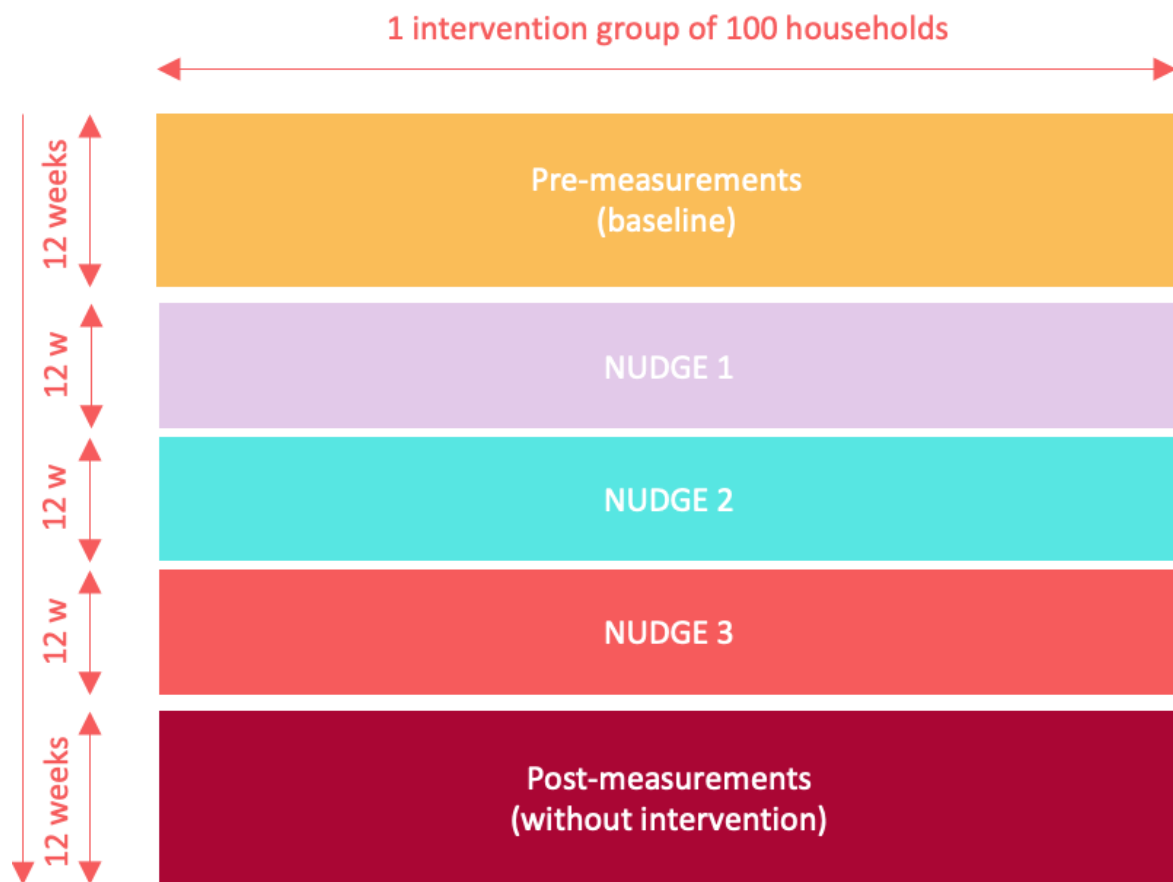 1 intervention group of 100 households
12 weeks
Pre-measurements
(baseline)
12 w
NUDGE 1
12 w
NUDGE 2
12 w
NUDGE 3
12 weeks
Post-measurements
(without intervention)